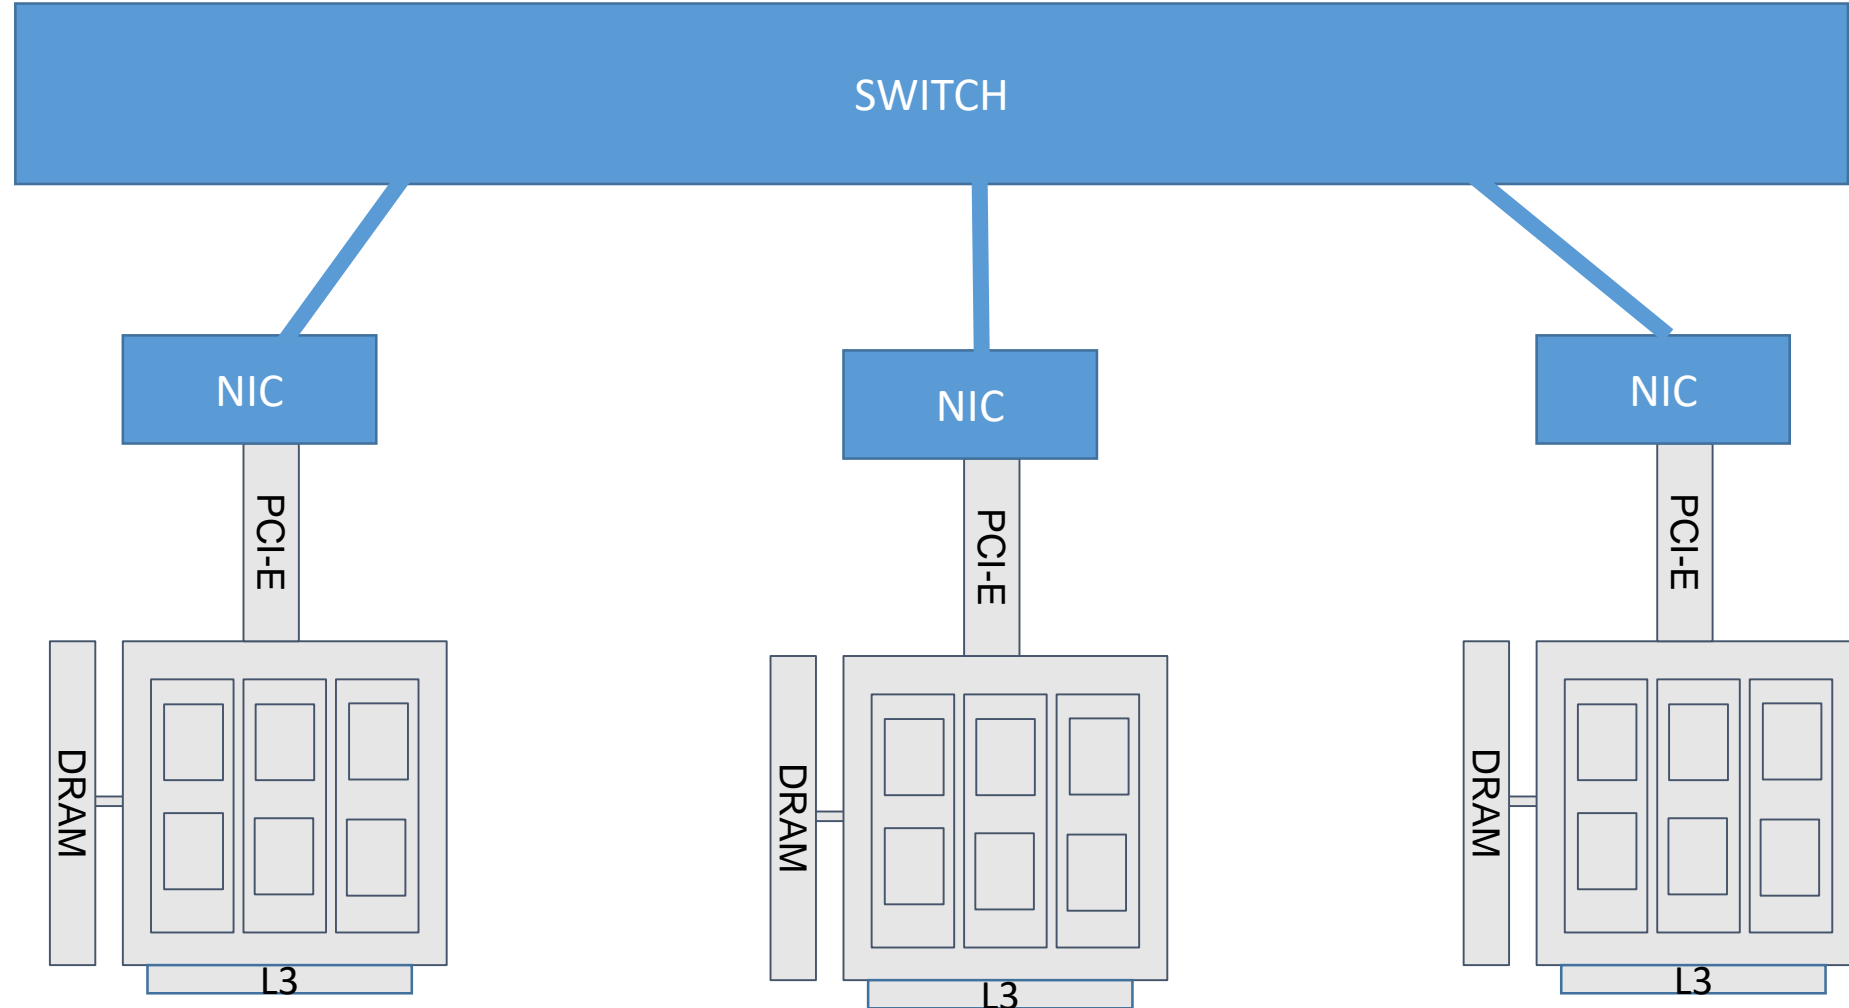 SWITCH
NIC
NIC
NIC
PCI-E
PCI-E
PCI-E
DRAM
DRAM
DRAM
L3
L3
L3